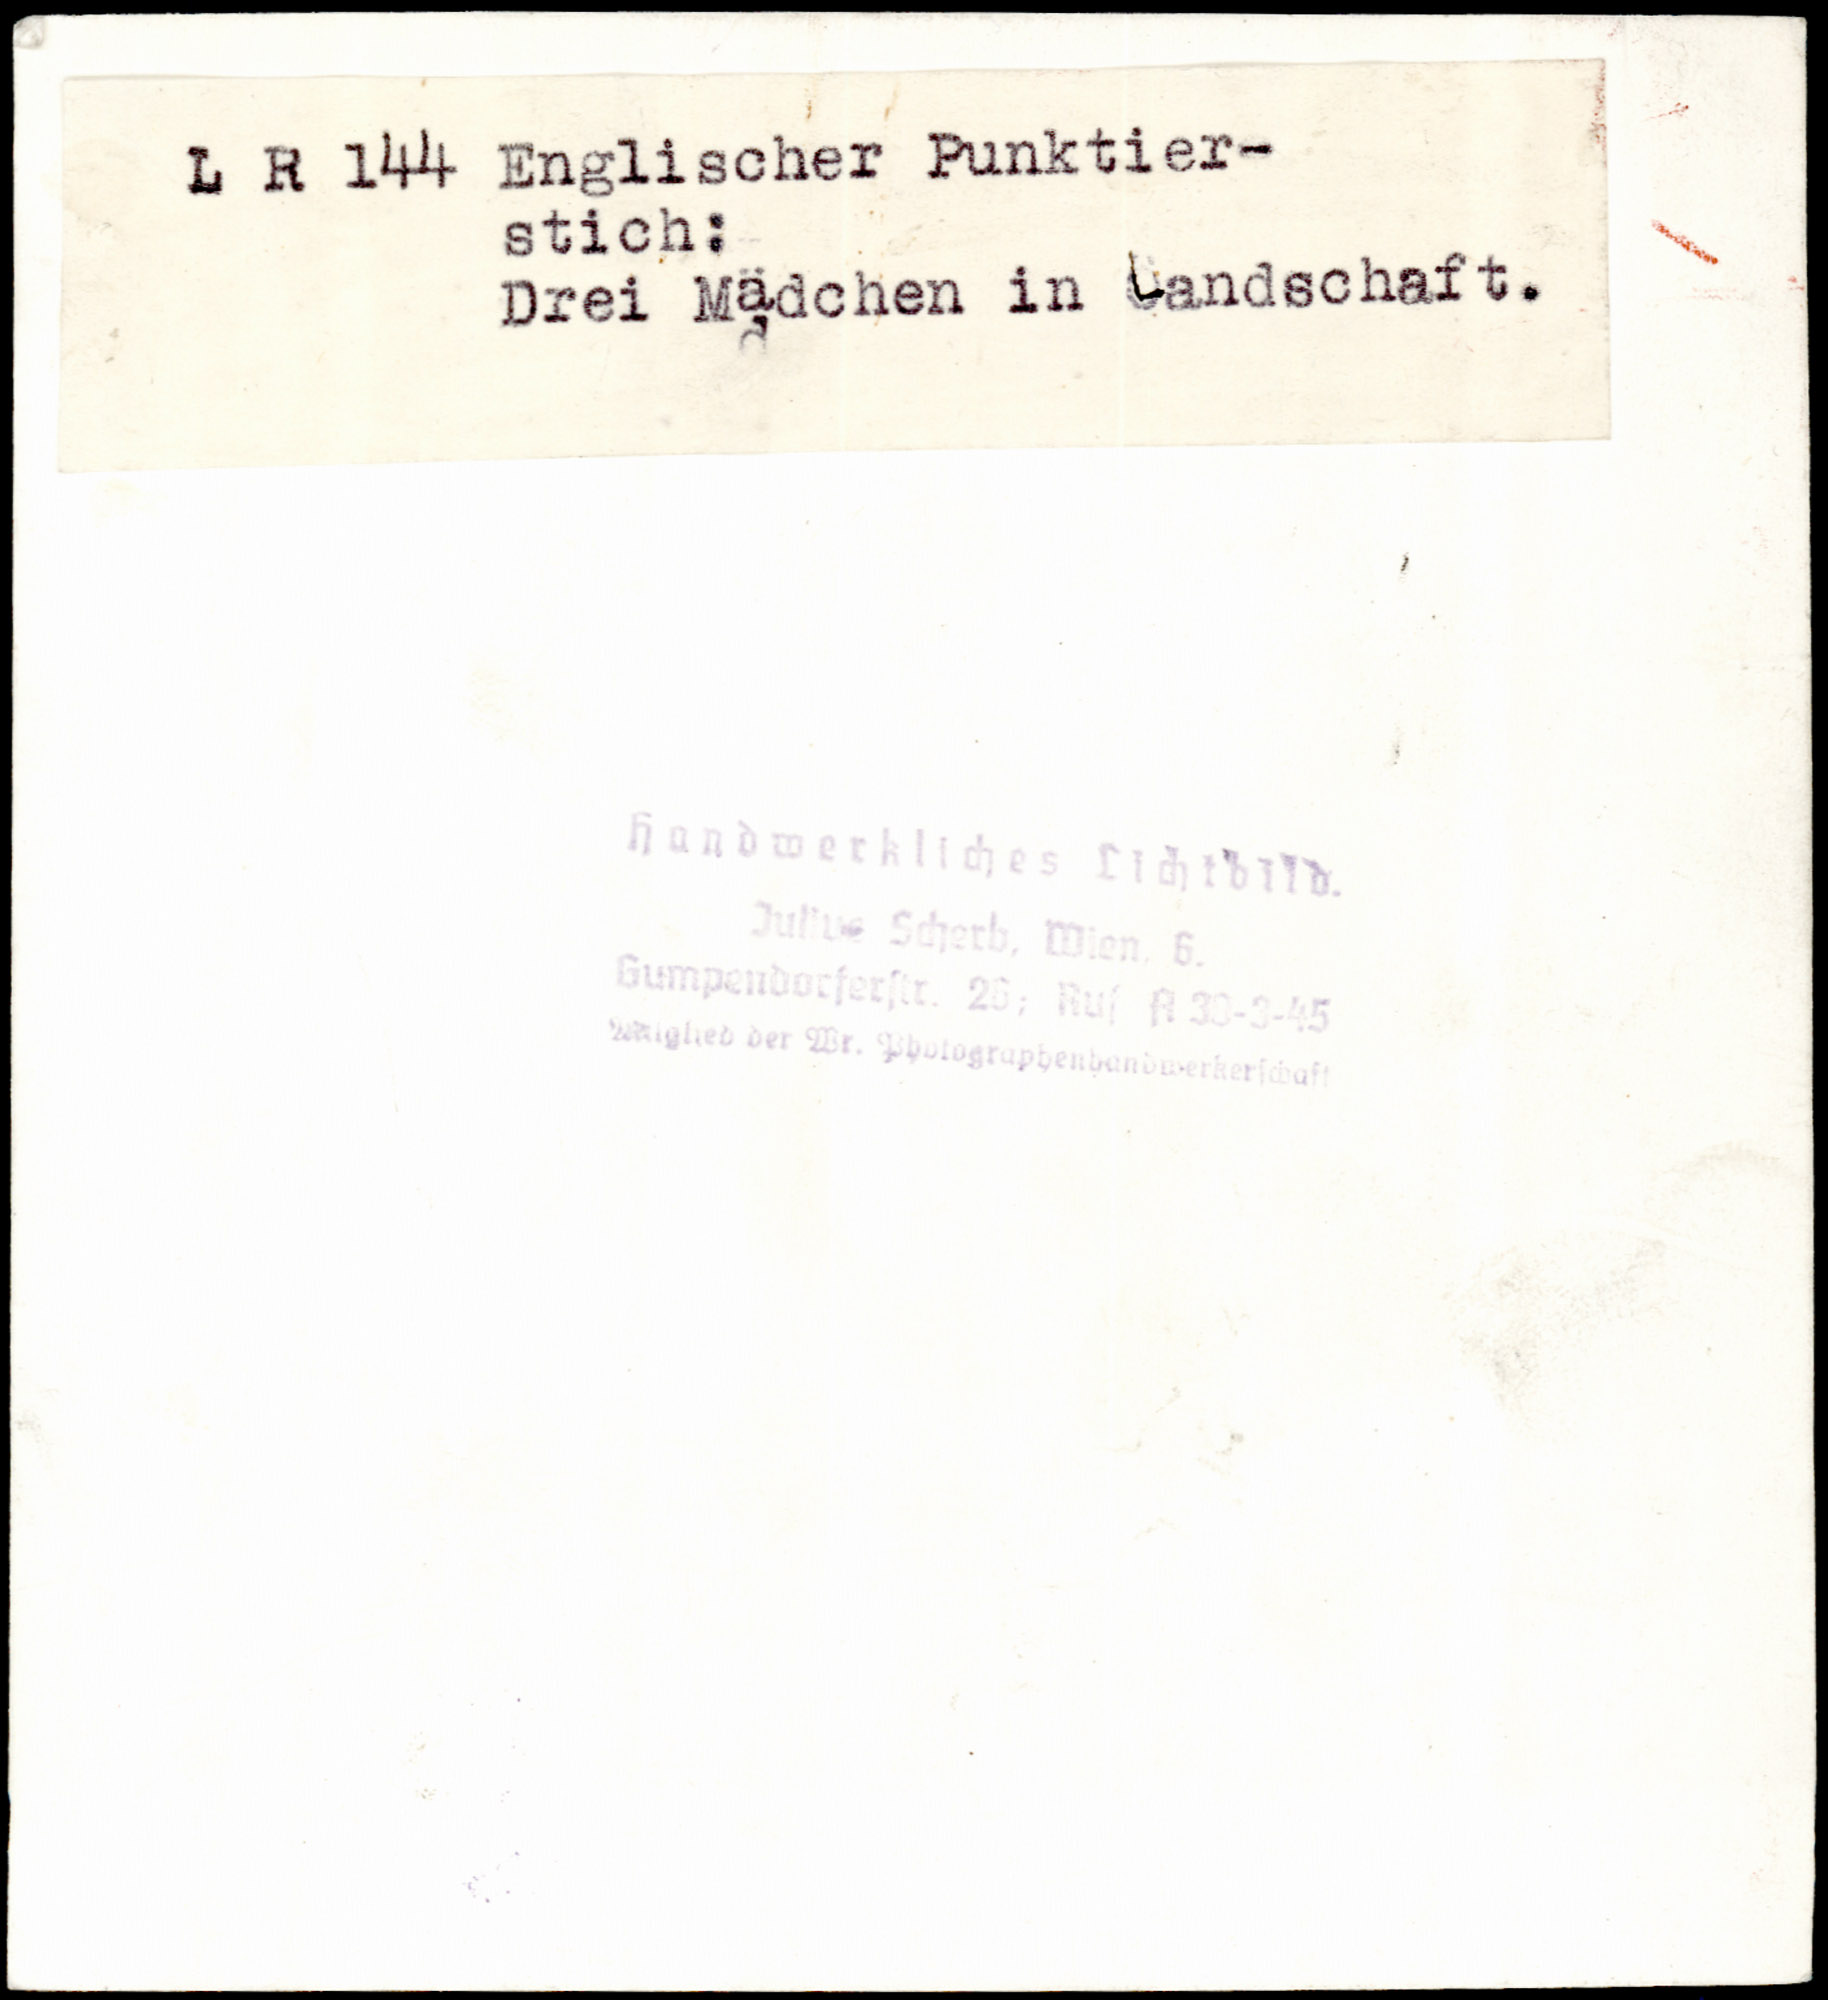 L R 144 Englischer Punktier-
stich:
Drei Mädchen in Landschaft.
Handwerkliches Lichtbild.
Julius Scherb, Wien. 6.
Gumpendorferstr. 26; Ruf A 30-3-45
Mitglied der Wr. Photographenhandwerkerschaft